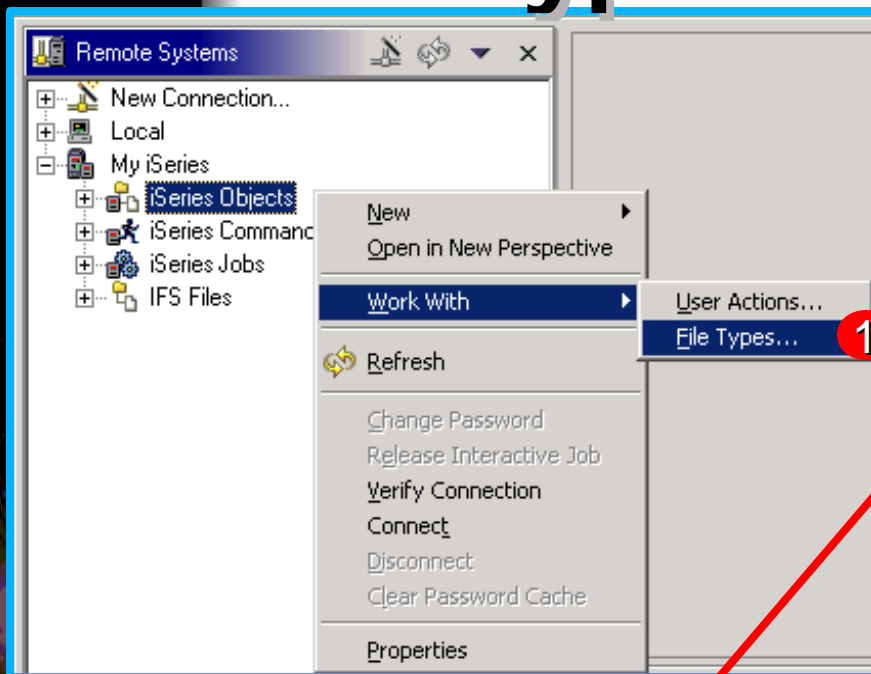 yp
Remote Systems
New Connection...
Local
My iSeries
iSeries Objects
iSeries Command
iSeries Jobs
IFS Files
New
Open in New Perspective
Work With
Refresh
Change Password
Release Interactive Job
Verify Connection
Connect
Disconnect
Clear Password Cache
Properties
User Actions...
File Types...
1